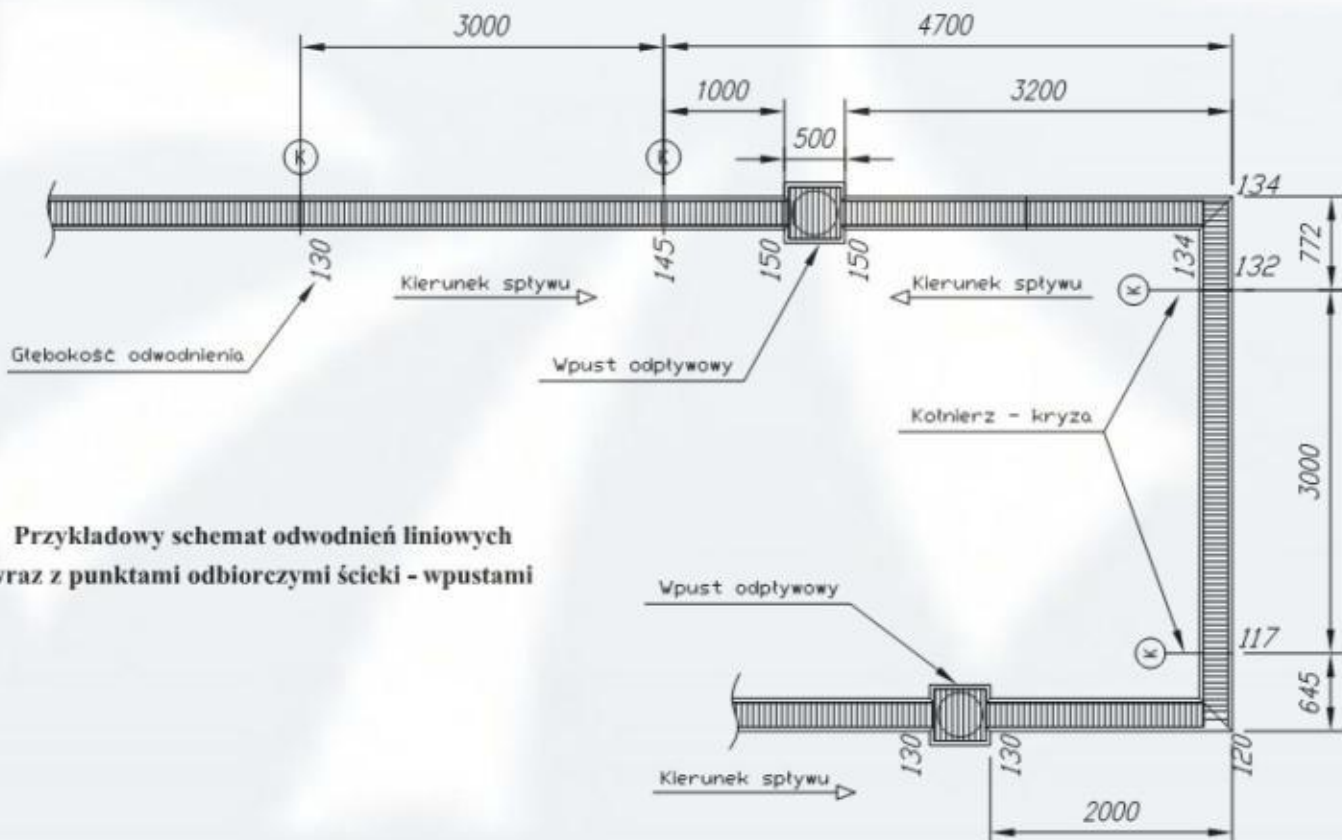 3000
4700
1000
3200
500
K
K
134
772
130
145
150
150
134
132
Kierunek spływu
Kierunek spływu
K
Głębokość odwodnienia
Wpust odpływowy
Kołnierz - kryza
3000
Przykładowy schemat odwodnień liniowych
wraz z punktami odbiorczymi ścieki - wpustami
Wpust odpływowy
K
117
645
130
130
120
Kierunek spływu
2000